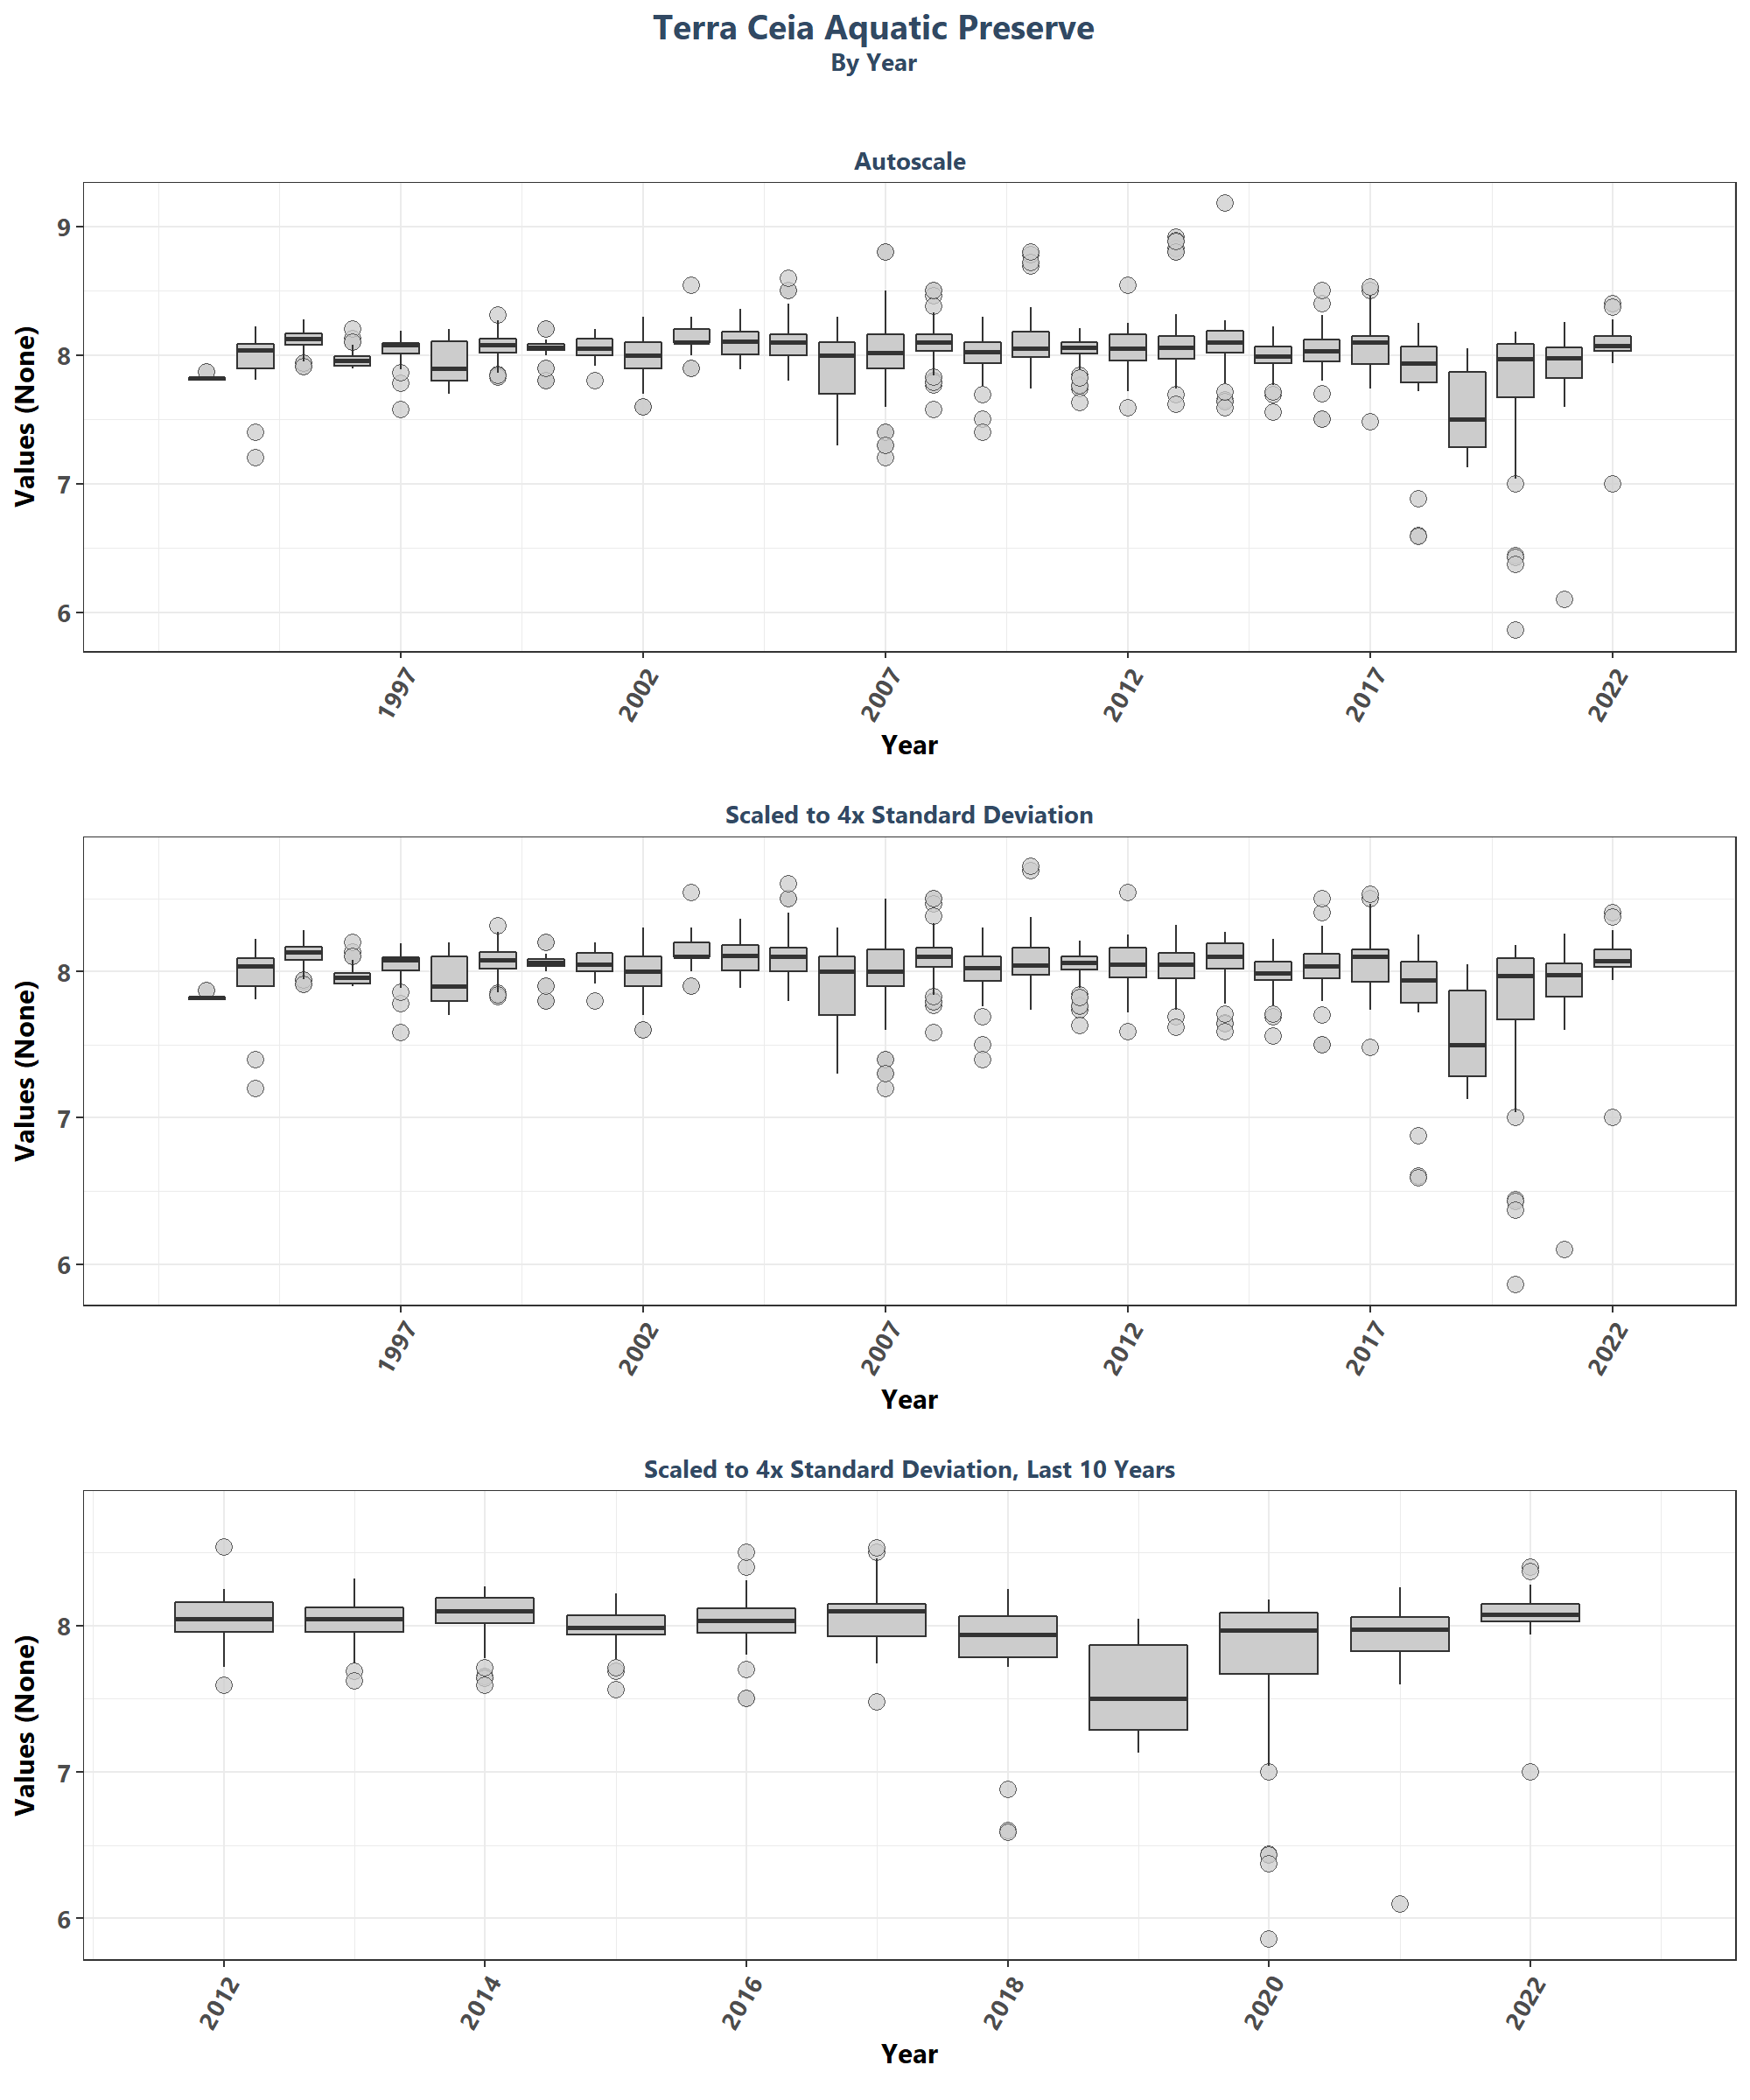 Terra Ceia Aquatic Preserve
By Year
Autoscale
Values (None)
9
8
7
6
1997
2002
2007
2012
2017
2022
Year
Scaled to 4x Standard Deviation
Values (None)
8
7
6
1997
2002
2007
2012
2017
2022
Year
Scaled to 4x Standard Deviation, Last 10 Years
Values (None)
8
7
6
2012
2014
2016
2018
2020
2022
Year